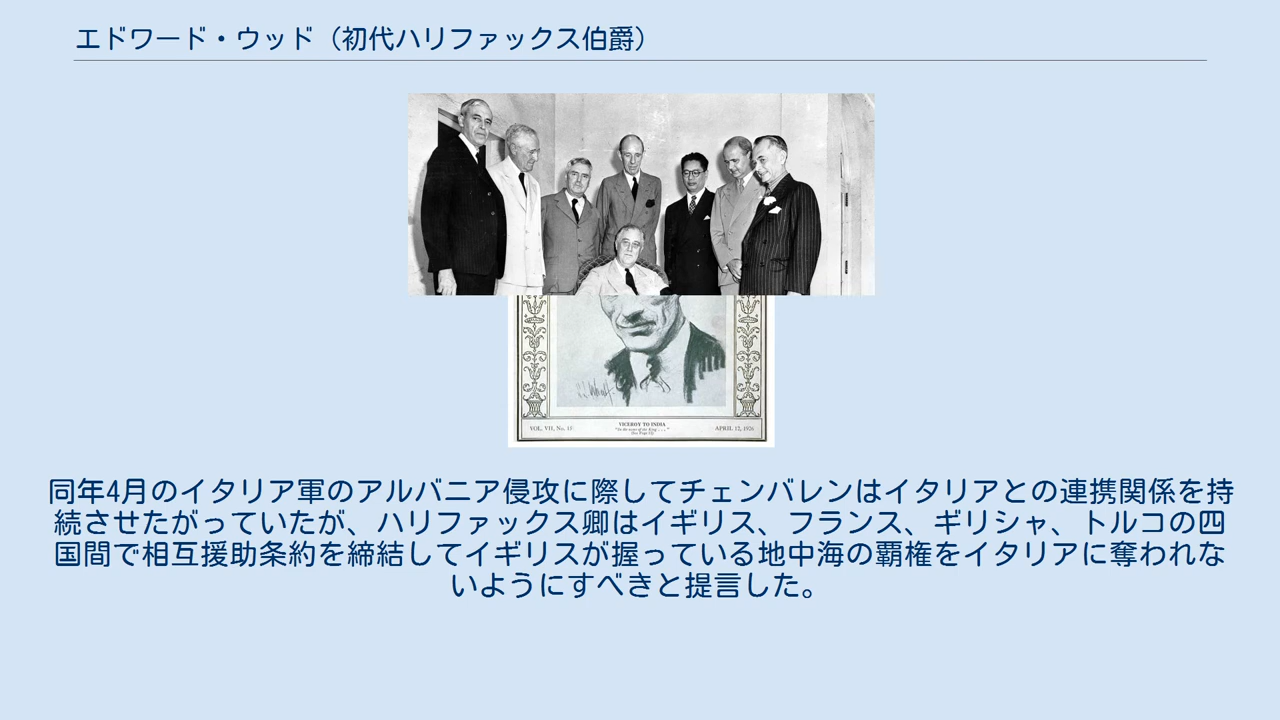 エドワード・ウッド（初代ハリファックス伯爵）
VICEROY TO INDIA
VOL. VII, No. 15
APRIL 12, 1926
同年4月のイタリア軍のアルバニア侵攻に際してチェンバレンはイタリアとの連携関係を持
続させたがっていたが、ハリファックス卿はイギリス、フランス、ギリシャ、トルコの四
国間で相互援助条約を締結してイギリスが握っている地中海の覇権をイタリアに奪われな
いようにすべきと提言した。